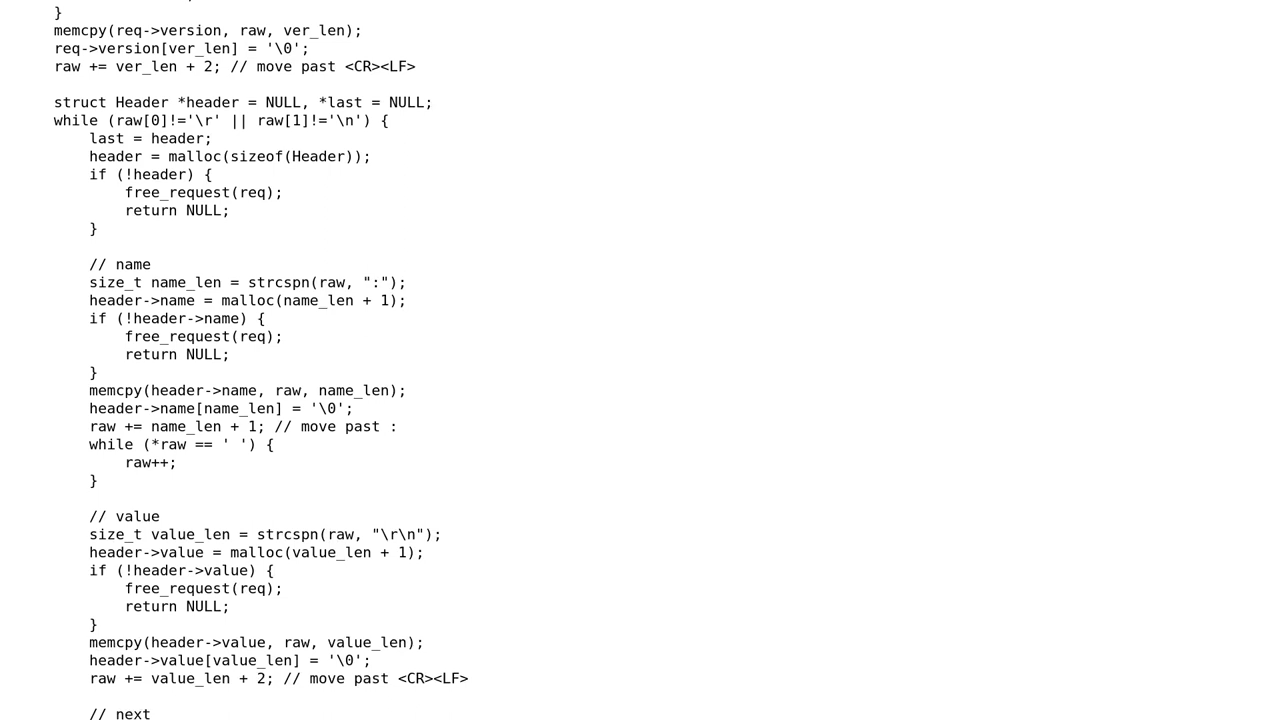 }
memcpy(req->version, raw, ver_len);
req->version[ver_len] = '\0';
raw += ver_len + 2; // move past <CR><LF>
struct Header *header = NULL, *last = NULL;
while (raw[0]!='\r' || raw[1]!='\n') {
last = header;
header = malloc(sizeof(Header));
if (!header) {
free_request(req);
return NULL;
}
// name
size_t name_len = strcspn(raw, ":");
header->name = malloc(name_len + 1);
if (!header->name) {
free_request(req);
return NULL;
}
memcpy(header->name, raw, name_len);
header->name[name_len] = '\0';
raw += name_len + 1; // move past :
while (*raw == ' ') {
raw++;
}
// value
size_t value_len = strcspn(raw, "\r\n");
header->value = malloc(value_len + 1);
if (!header->value) {
free_request(req);
return NULL;
}
memcpy(header->value, raw, value_len);
header->value[value_len] = '\0';
raw += value_len + 2; // move past <CR><LF>
// next